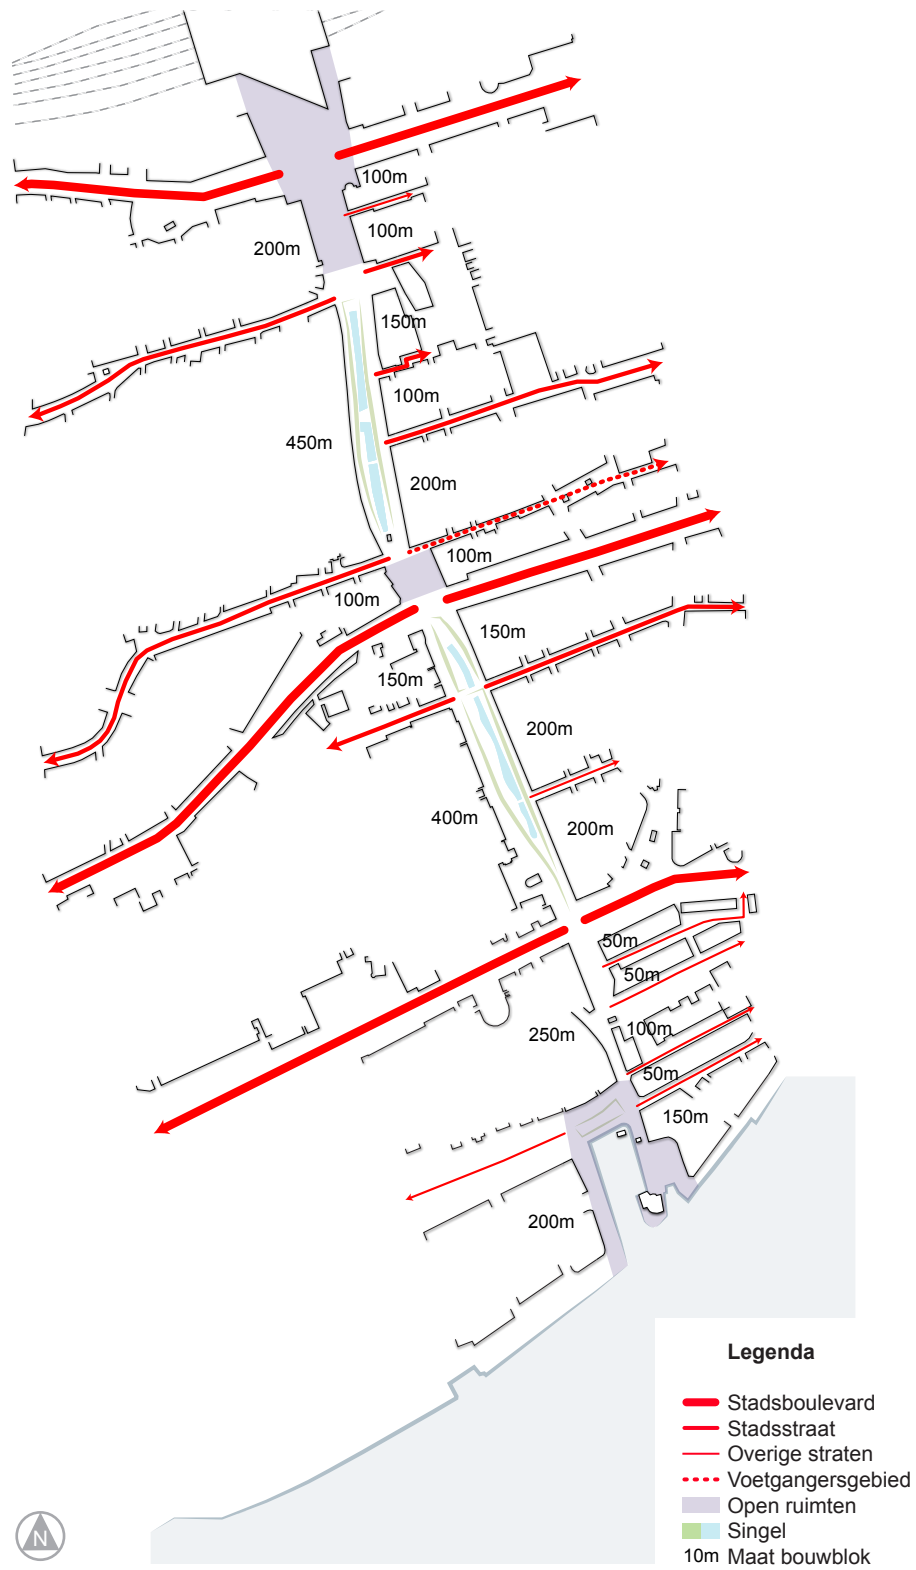 100m
100m
200m
150m
100m
450m
200m
100m
100m
150m
150m
200m
400m
200m
50m
50m
100m
250m
50m
150m
200m
Legenda
Stadsboulevard
Stadsstraat
Overige straten
Voetgangersgebied
Open ruimten
Singel
10m Maat bouwblok
N